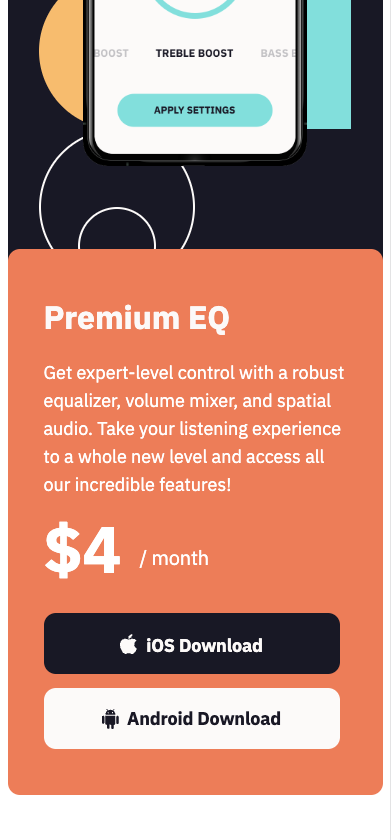 BOOST TREBLE BOOST BASS
APPLY SETTINGS
Premium EQ
Get expert-level control with a robust
equalizer, volume mixer, and spatial
audio. Take your listening experience
to a whole new level and access all
our incredible features!
$4 / month
iOS Download
Android Download